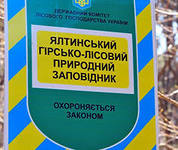 ДЕРЖАВНИЙ КОМІТЕТ
ЛІСОВОГО ГОСПОДАРСТВА УКРАЇНИ
ЯЛТИНСЬКИЙ
ГІРСЬКО-ЛІСОВИЙ
ПРИРОДНИЙ
ЗАПОВІДНИК
ОХОРОНЯЄТЬСЯ
ЗАКОНОМ